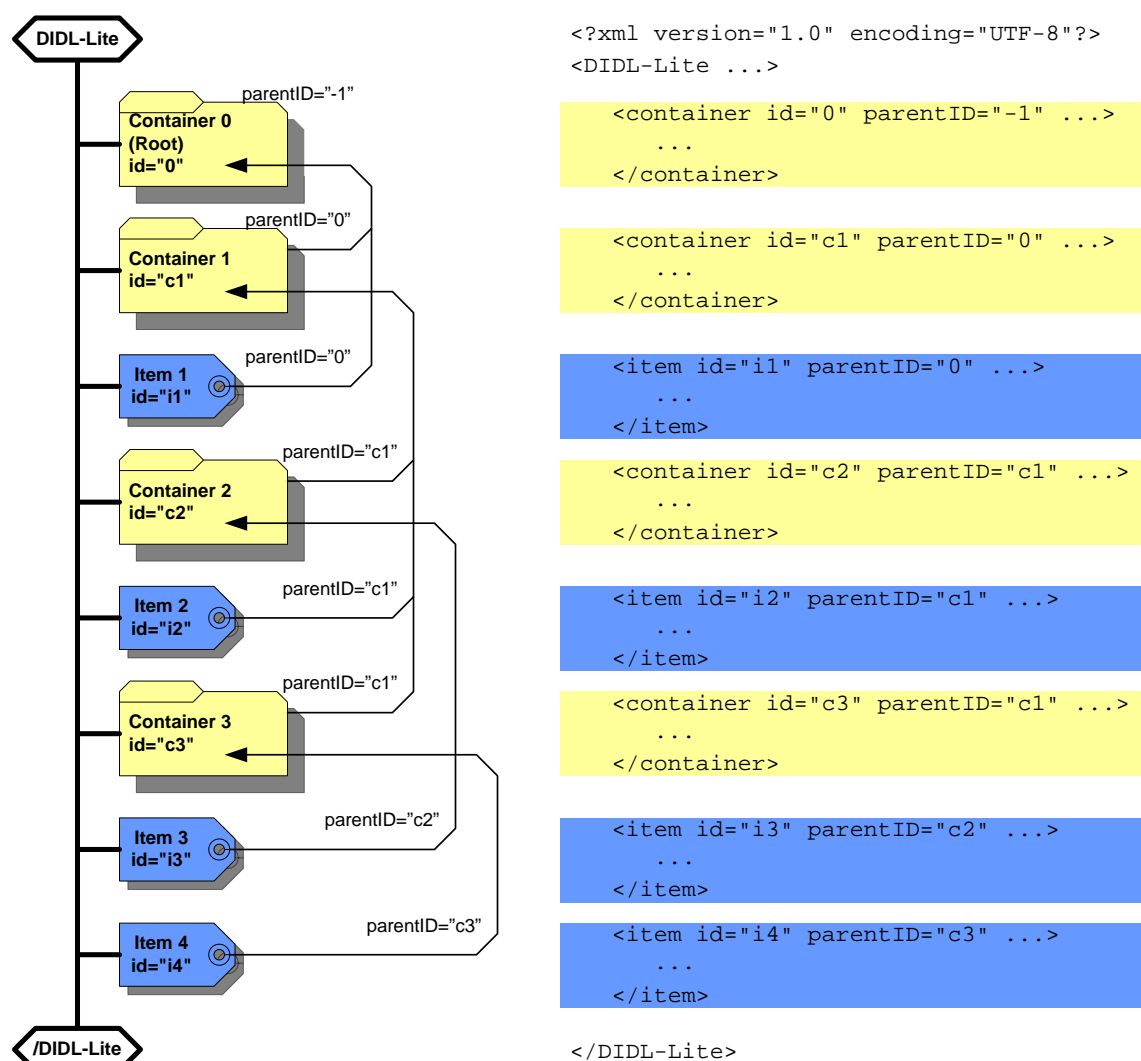 DIDL-Lite
parentID="-1"
Container 0
(Root)
id="0"
parentID=”0”
Container 1
id="c1"
parentID=”0”
Item 1
id="i1"
parentID=”c1”
Container 2
id="c2"
parentID=”c1”
Item 2
id="i2"
parentID=”c1”
Container 3
id="c3"
parentID=”c2”
Item 3
id="i3"
parentID=”c3”
Item 4
id="i4"
/DIDL-Lite
<?xml version="1.0" encoding="UTF-8"?>
<DIDL-Lite ...>
<container id="0" parentID="-1" ...>
...
</container>
<container id="c1" parentID="0" ...>
...
</container>
<item id="i1" parentID="0" ...>
...
</item>
<container id="c2" parentID="c1" ...>
...
</container>
<item id="i2" parentID="c1" ...>
...
</item>
<container id="c3" parentID="c1" ...>
...
</container>
<item id="i3" parentID="c2" ...>
...
</item>
<item id="i4" parentID="c3" ...>
...
</item>
</DIDL-Lite>